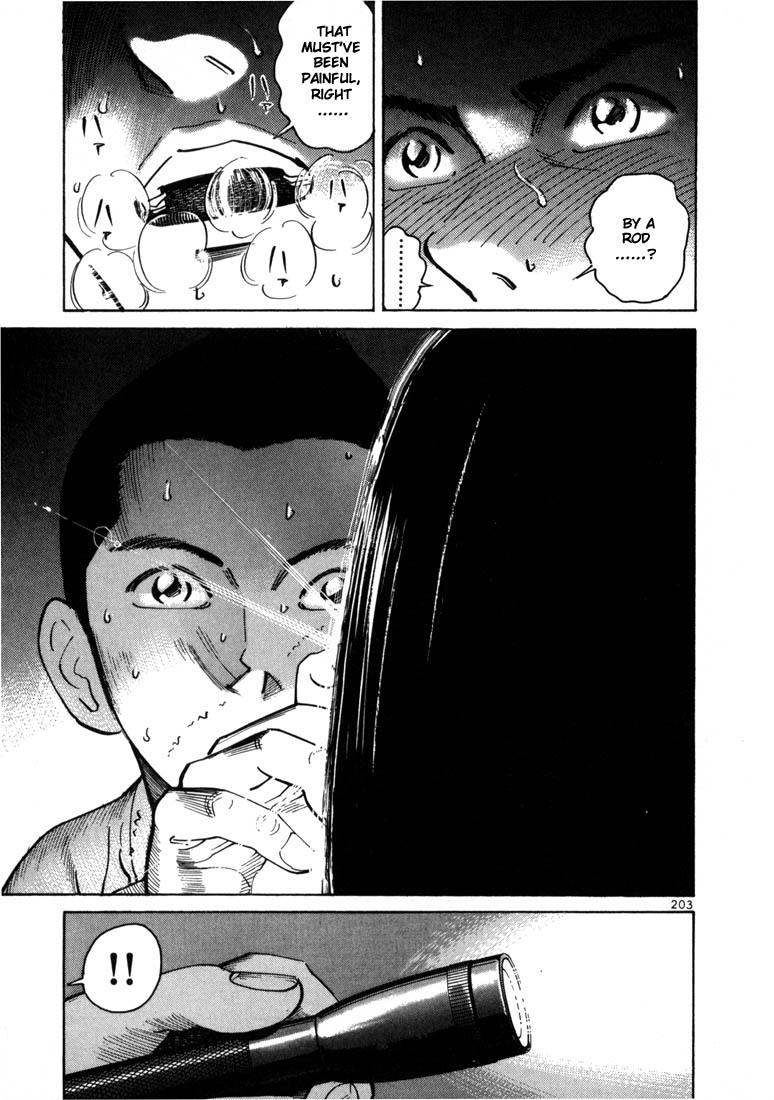 BY A
ROD
......?
THAT
MUST'VE
BEEN
PAINFUL,
RIGHT
......
203
!!